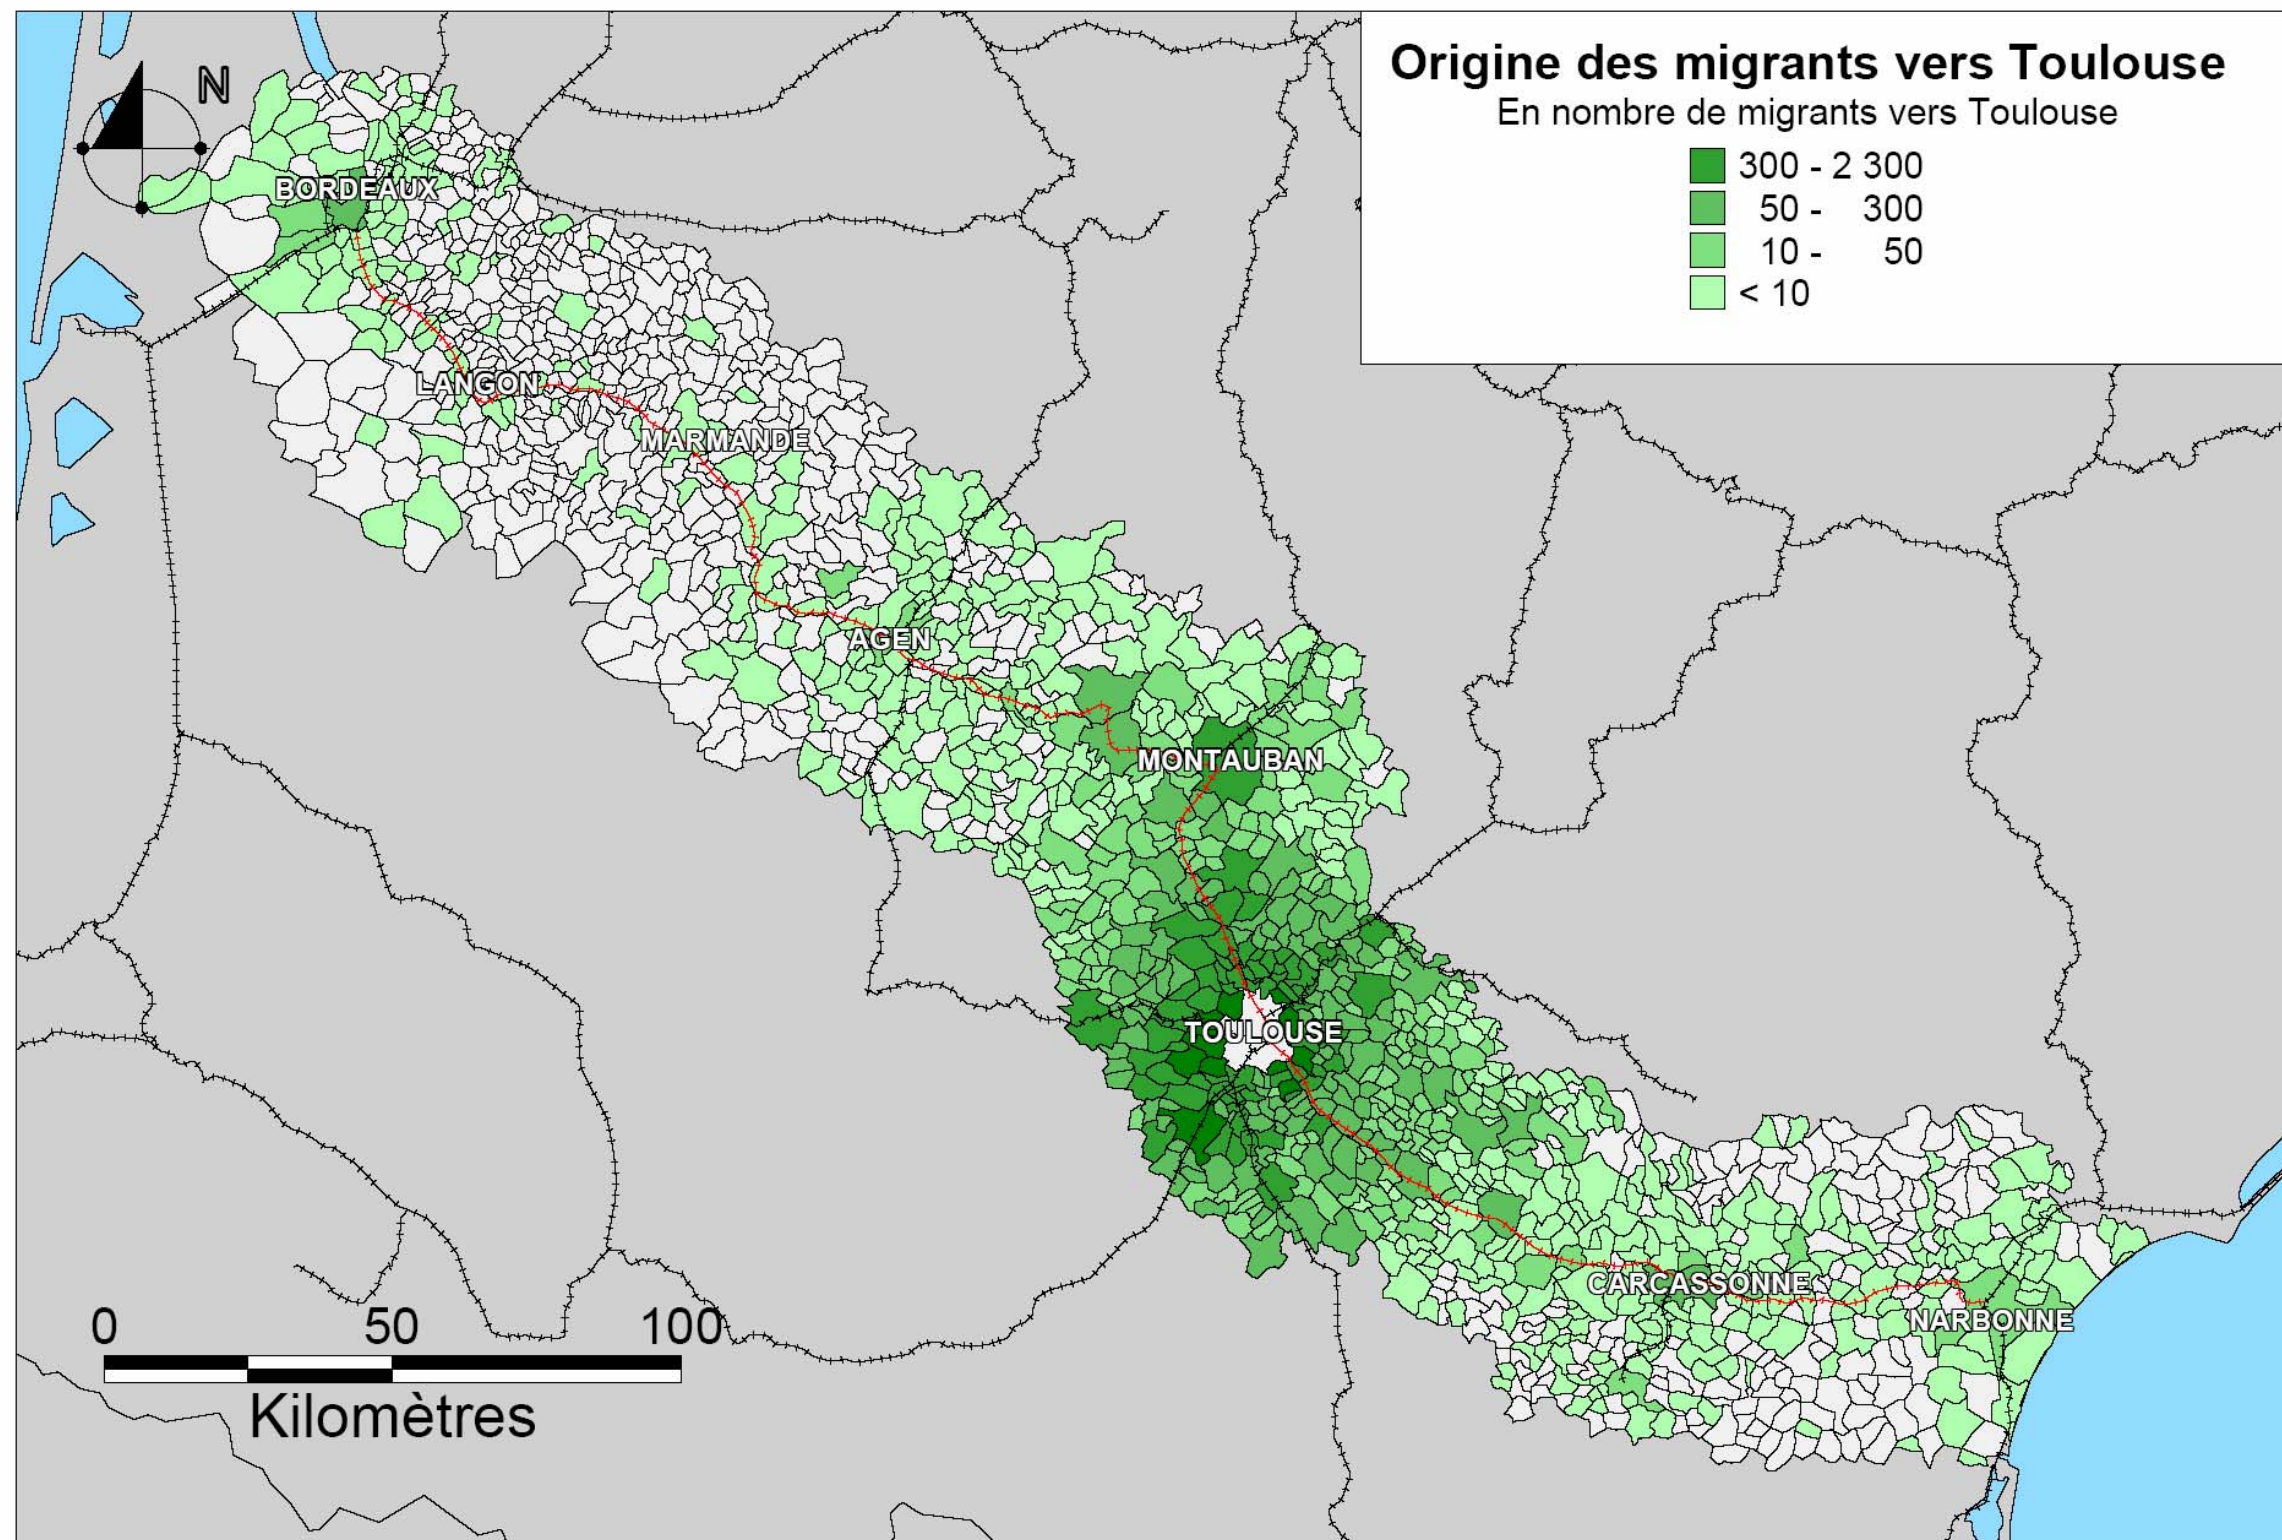 Origine des migrants vers Toulouse
En nombre de migrants vers Toulouse
300 - 2 300
50 - 300
10 - 50
< 10
N
BORDEAUX
LANGON
MARMANDE
AGEN
MONTAUBAN
TOULOUSE
CARCASSONNE
NARBONNE
0 50 100
Kilomètres